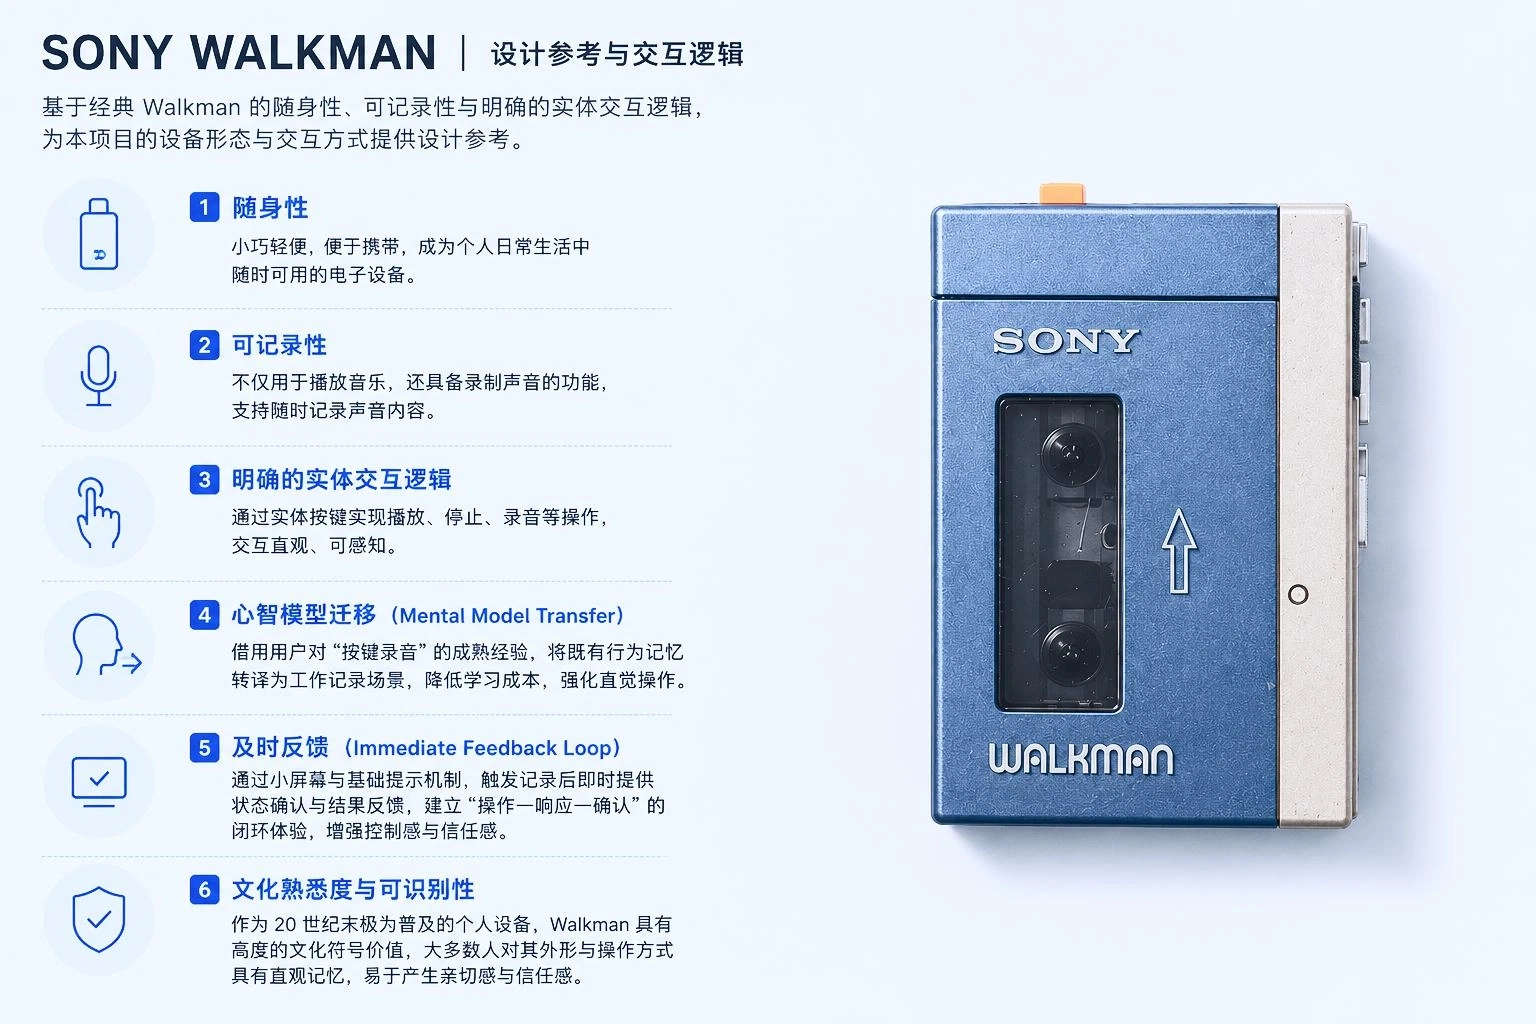 SONY WALKMAN | 设计参考与交互逻辑
基于经典 Walkman 的随身性、可记录性与明确的实体交互逻辑，
为本项目的设备形态与交互方式提供设计参考。
1 随身性
小巧轻便，便于携带，成为个人日常生活中
随时可用的电子设备。
2 可记录性
不仅用于播放音乐，还具备录制声音的功能，
支持随时记录声音内容。
3 明确的实体交互逻辑
通过实体按键实现播放、停止、录音等操作，
交互直观、可感知。
4 心智模型迁移（Mental Model Transfer）
借用用户对“按键录音”的成熟经验，将既有行为记忆
转译为工作记录场景，降低学习成本，强化直觉操作。
5 及时反馈（Immediate Feedback Loop）
通过小屏幕与基础提示机制，触发记录后即时提供
状态确认与结果反馈，建立“操作—响应—确认”的
闭环体验，增强控制感与信任感。
6 文化熟悉度与可识别性
作为 20 世纪末极为普及的个人设备，Walkman 具有
高度的文化符号价值，大多数人对其外形与操作方式
具有直观记忆，易于产生亲切感与信任感。
SONY
WALKMAN